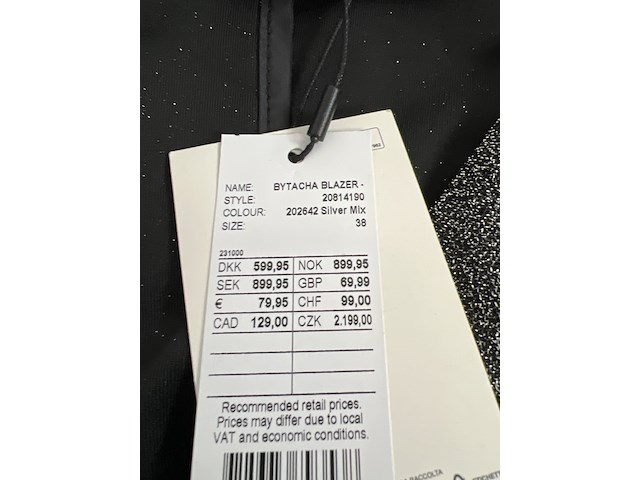 NAME: BYTACHA BLAZER -
STYLE: 20814190
COLOUR: 202642 Silver Mix
SIZE: 38
231000
DKK 599,95 NOK 899,95
SEK 899,95 GBP 69,99
€ 79,95 CHF 99,00
CAD 129,00 CZK 2.199,00
Recommended retail prices.
Prices may differ due to local
VAT and economic conditions.
RACCOLTA